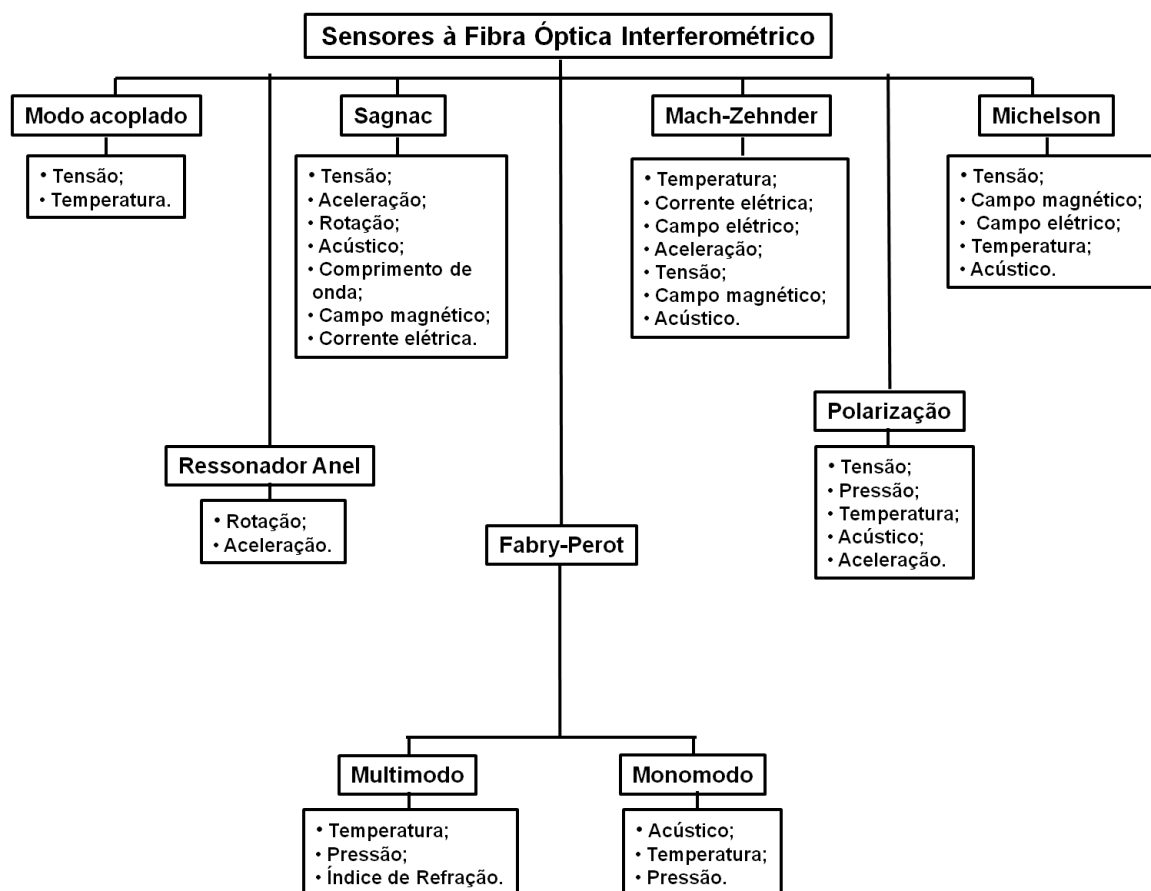 Sensores à Fibra Óptica Interferométrico
Modo acoplado
• Tensão;
• Temperatura.
Sagnac
• Tensão;
• Aceleração;
• Rotação;
• Acústico;
• Comprimento de
onda;
• Campo magnético;
• Corrente elétrica.
Mach-Zehnder
• Temperatura;
• Corrente elétrica;
• Campo elétrico;
• Aceleração;
• Tensão;
• Campo magnético;
• Acústico.
Michelson
• Tensão;
• Campo magnético;
• Campo elétrico;
• Temperatura;
• Acústico.
Ressonador Anel
• Rotação;
• Aceleração.
Fabry-Perot
Polarização
• Tensão;
• Pressão;
• Temperatura;
• Acústico;
• Aceleração.
Multimodo
• Temperatura;
• Pressão;
• Índice de Refração.
Monomodo
• Acústico;
• Temperatura;
• Pressão.